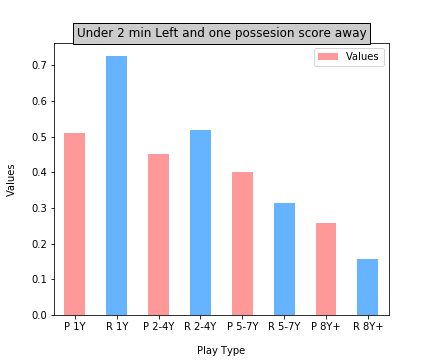 Under 2 min Left and one possesion score away
Values
0.7
0.6
0.5
0.4
0.3
0.2
0.1
0.0
Values
P 1Y R 1Y P 2-4Y R 2-4Y P 5-7Y R 5-7Y P 8Y+ R 8Y+
Play Type